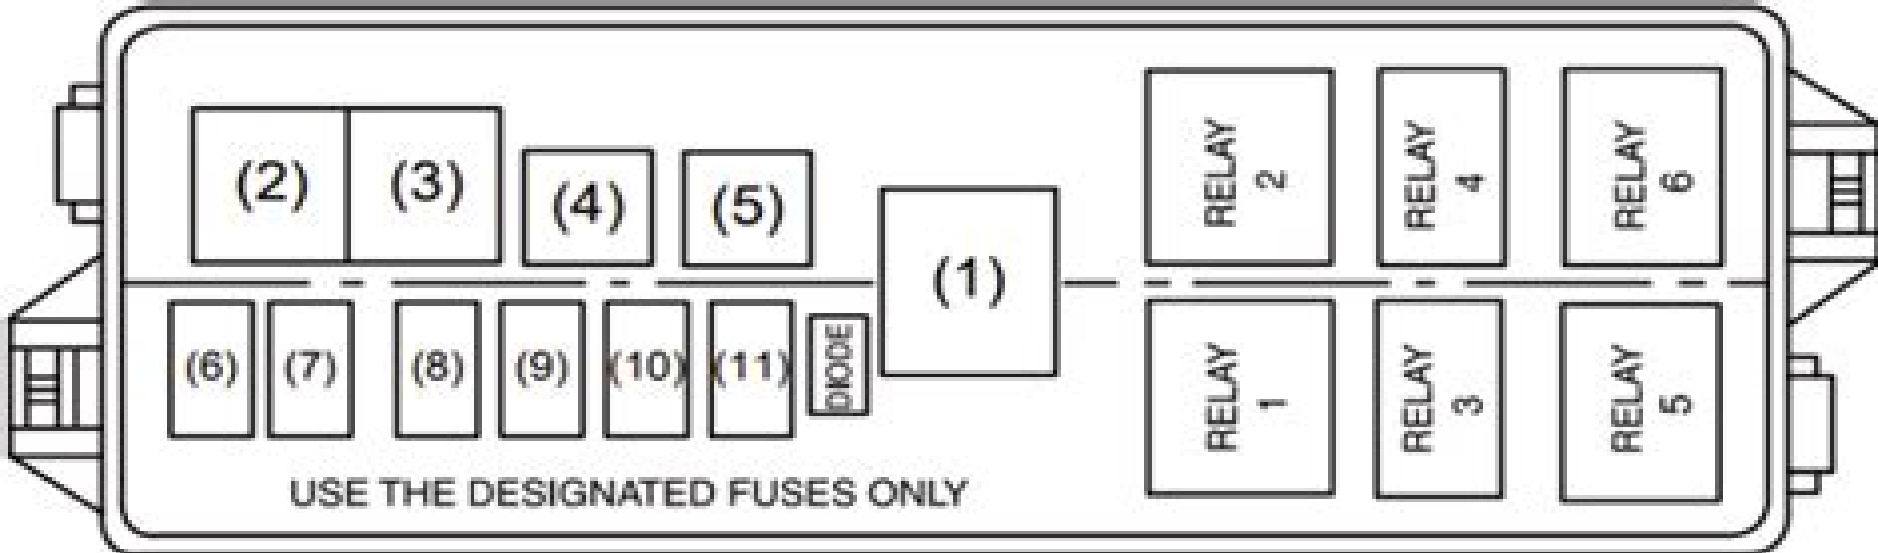 (2)
(3)
(4)
(5)
(1)
RELAY
2
RELAY
4
RELAY
6
(6)
(7)
(8)
(9)
(10)
(11)
DIODE
RELAY
1
RELAY
3
RELAY
5
USE THE DESIGNATED FUSES ONLY